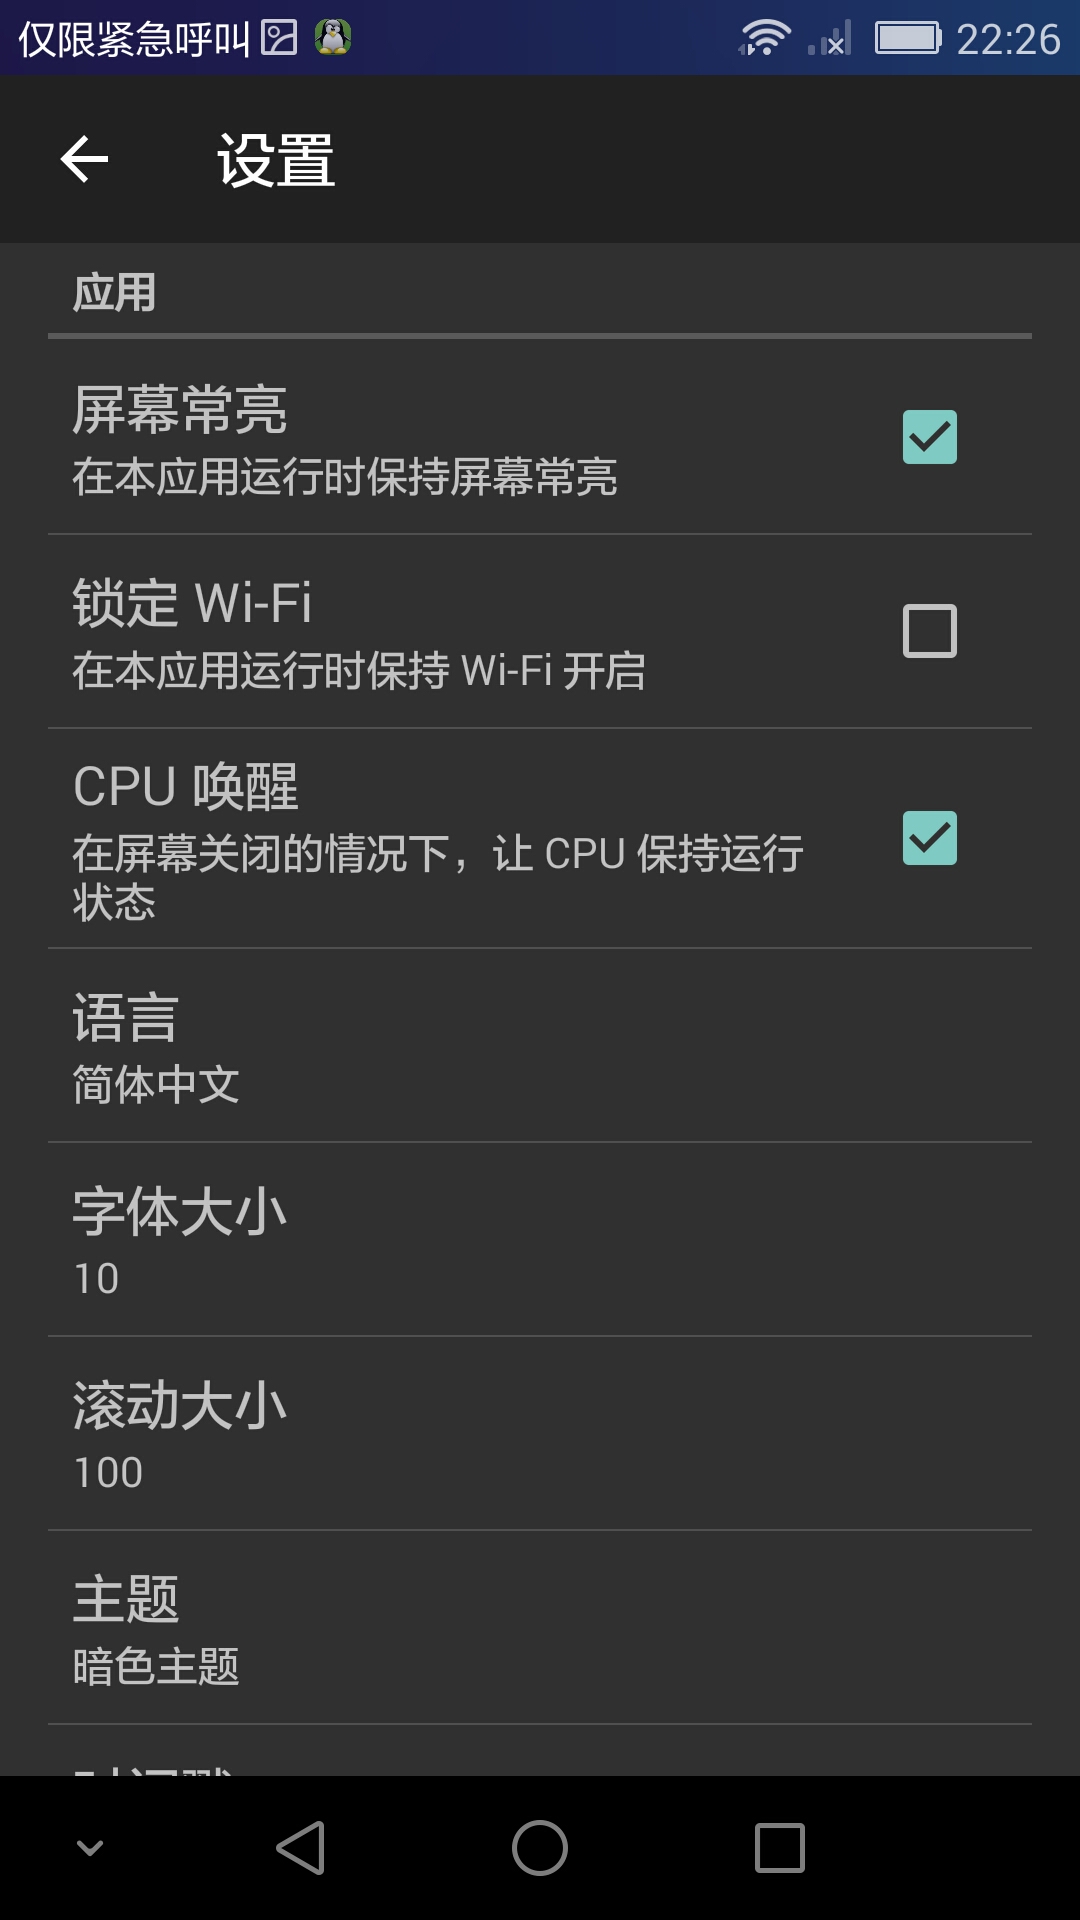 仅限紧急呼叫 22:26
设置
应用
屏幕常亮
在本应用运行时保持屏幕常亮
锁定 Wi-Fi
在本应用运行时保持 Wi-Fi 开启
CPU 唤醒
在屏幕关闭的情况下，让 CPU 保持运行
状态
语言
简体中文
字体大小
10
滚动大小
100
主题
暗色主题